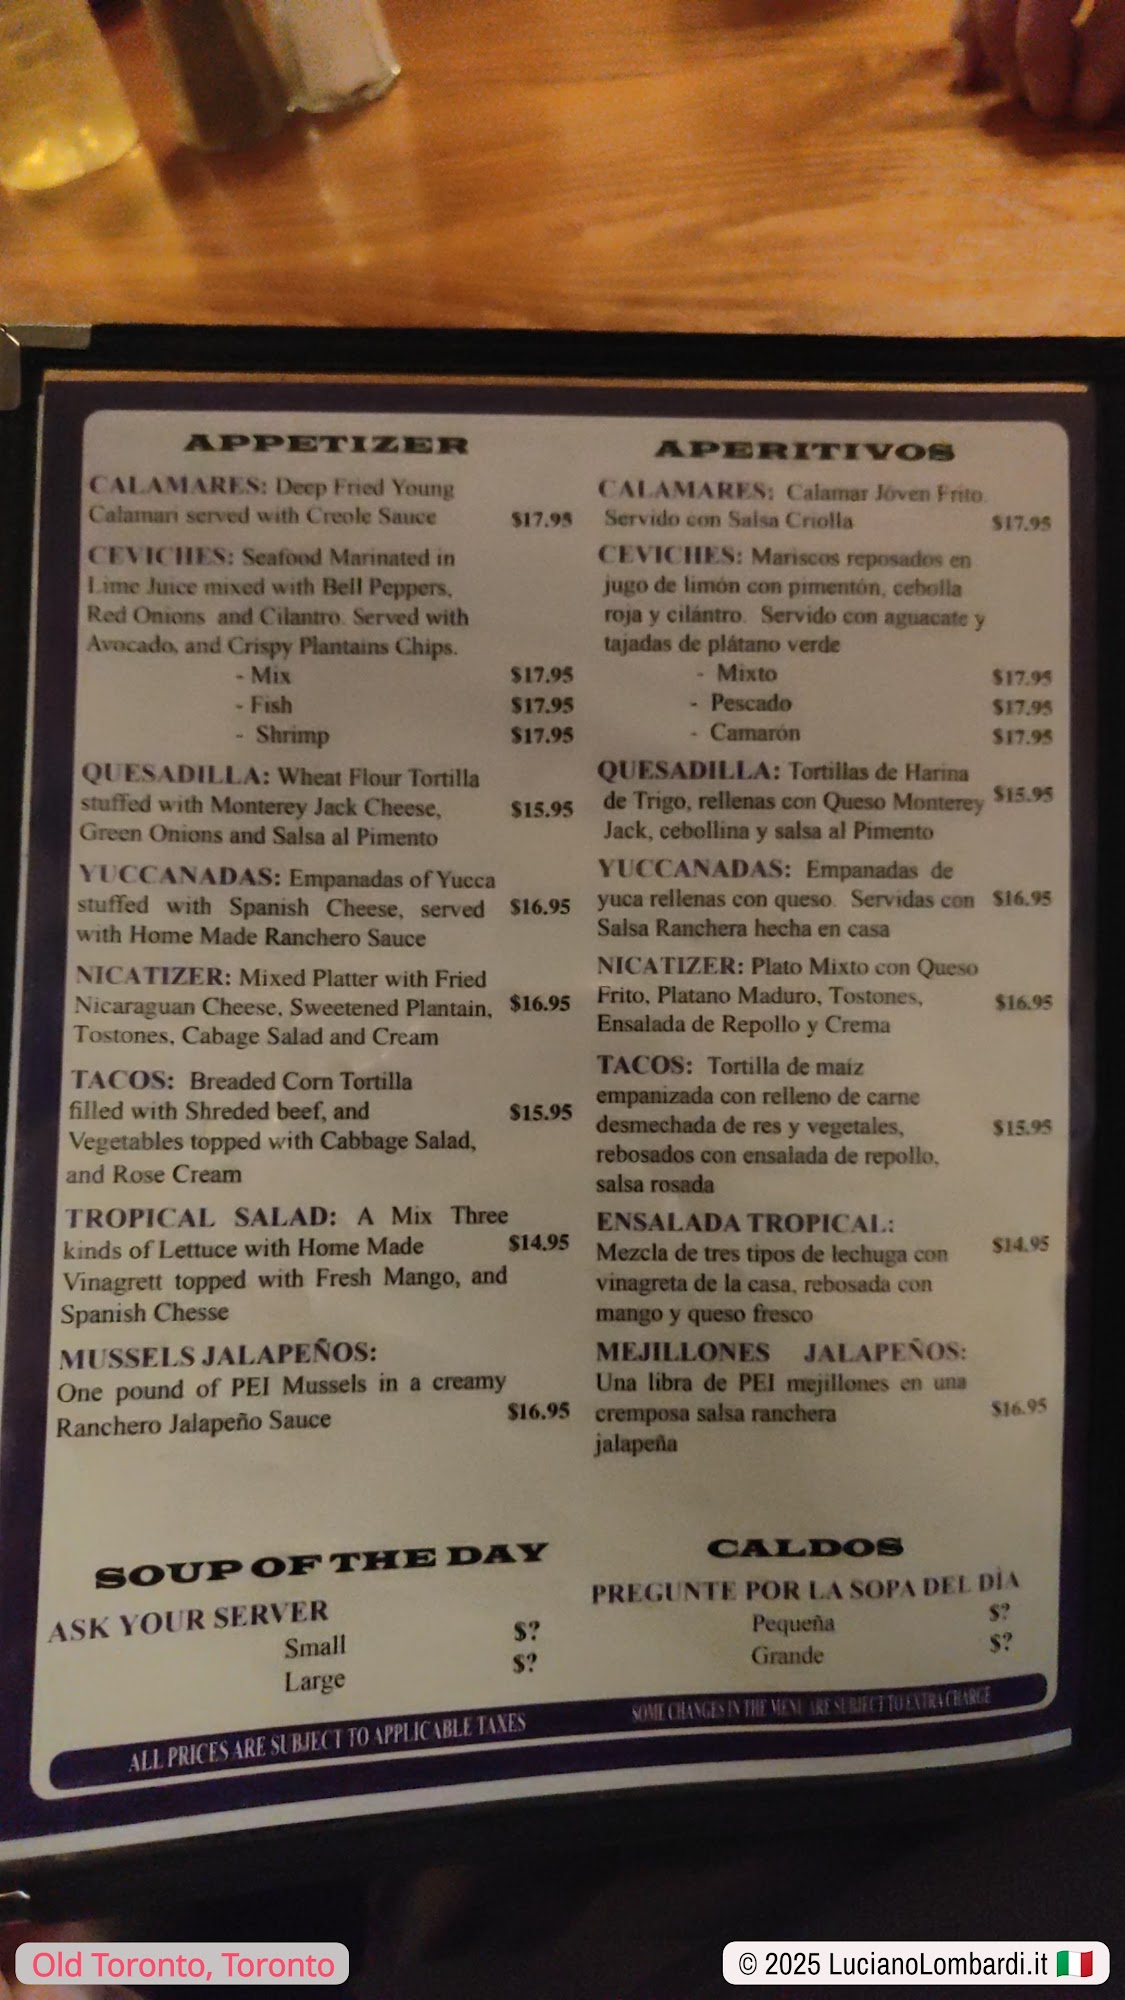 APPETIZER
CALAMARES: Deep Fried Young
Calamari served with Creole Sauce $17.95
CEVICHES: Seafood Marinated in
Lime Juice mixed with Bell Peppers,
Red Onions and Cilantro. Served with
Avocado, and Crispy Plantains Chips.
- Mix $17.95
- Fish $17.95
- Shrimp $17.95
QUESADILLA: Wheat Flour Tortilla
stuffed with Monterey Jack Cheese, $15.95
Green Onions and Salsa al Pimento
YUCCANADAS: Empanadas of Yucca
stuffed with Spanish Cheese, served $16.95
with Home Made Ranchero Sauce
NICATIZER: Mixed Platter with Fried
Nicaraguan Cheese, Sweetened Plantain, $16.95
Tostones, Cabage Salad and Cream
TACOS: Breaded Corn Tortilla
filled with Shreded beef, and $15.95
Vegetables topped with Cabbage Salad,
and Rose Cream
TROPICAL SALAD: A Mix Three
kinds of Lettuce with Home Made $14.95
Vinagrett topped with Fresh Mango, and
Spanish Chesse
MUSSELS JALAPEÑOS:
One pound of PEI Mussels in a creamy
Ranchero Jalapeño Sauce $16.95
SOUP OF THE DAY
ASK YOUR SERVER
Small $?
Large $?
ALL PRICES ARE SUBJECT TO APPLICABLE TAXES
APERITIVOS
CALAMARES: Calamar Jóven Frito.
Servido con Salsa Criolla $17.95
CEVICHES: Mariscos reposados en
jugo de limón con pimentón, cebolla
roja y cilántro. Servido con aguacate y
tajadas de plátano verde
- Mixto $17.95
- Pescado $17.95
- Camarón $17.95
QUESADILLA: Tortillas de Harina
de Trigo, rellenas con Queso Monterey $15.95
Jack, cebollina y salsa al Pimento
YUCCANADAS: Empanadas de
yuca rellenas con queso. Servidas con $16.95
Salsa Ranchera hecha en casa
NICATIZER: Plato Mixto con Queso
Frito, Platano Maduro, Tostones, $16.95
Ensalada de Repollo y Crema
TACOS: Tortilla de maíz
empanizada con relleno de carne
desmechada de res y vegetales, $15.95
rebosados con ensalada de repollo,
salsa rosada
ENSALADA TROPICAL:
Mezcla de tres tipos de lechuga con $14.95
vinagreta de la casa, rebosada con
mango y queso fresco
MEJILLONES JALAPEÑOS:
Una libra de PEI mejillones en una
cremposa salsa ranchera $16.95
jalapeña
CALDOS
PREGUNTE POR LA SOPA DEL DÌA
Pequeña $?
Grande $?
SOME CHANGES IN THE MENU ARE SUBJECT TO EXTRA CHARGE
Old Toronto, Toronto
© 2025 LucianoLombardi.it